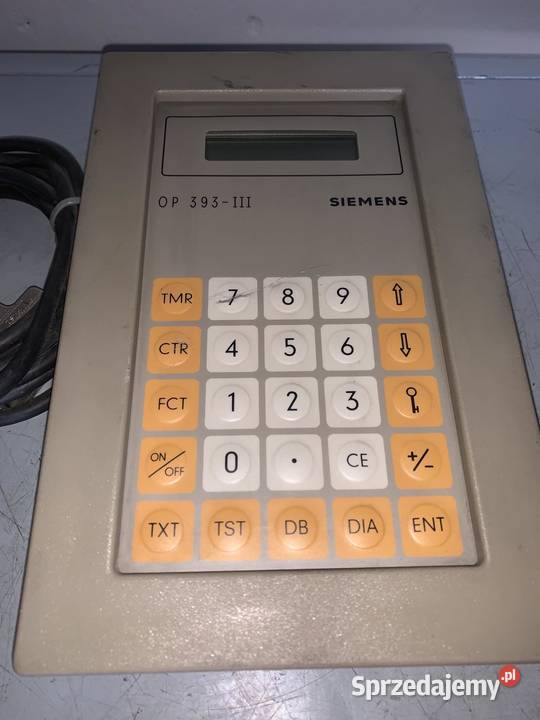 OP 393-III SIEMENS
TMR 7 8 9 ⇧
CTR 4 5 6 ⇩
FCT 1 2 3
ON/OFF 0 . CE +/-
TXT TST DB DIA ENT
Sprzedajemy.pl